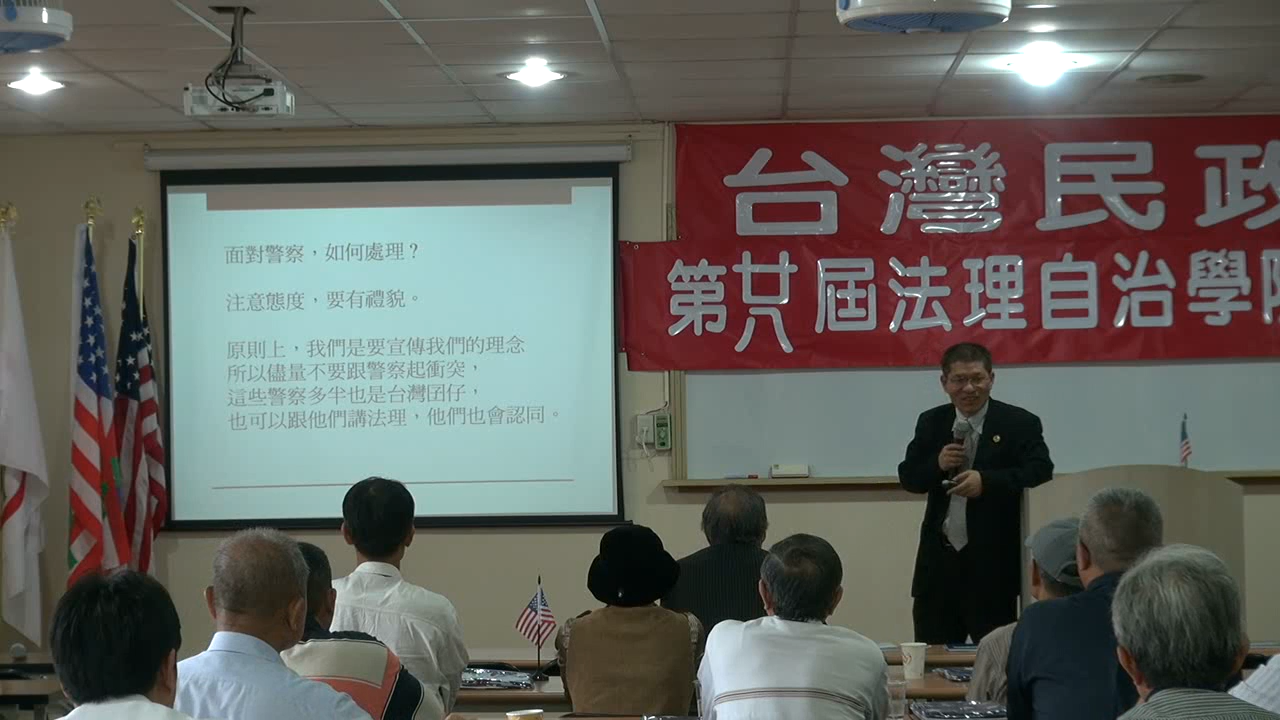 台灣民政
第廿八屆法理自治學院
面對警察，如何處理？
注意態度，要有禮貌。
原則上，我們是要宣傳我們的理念
所以儘量不要跟警察起衝突，
這些警察多半也是台灣囝仔，
也可以跟他們講法理，他們也會認同。